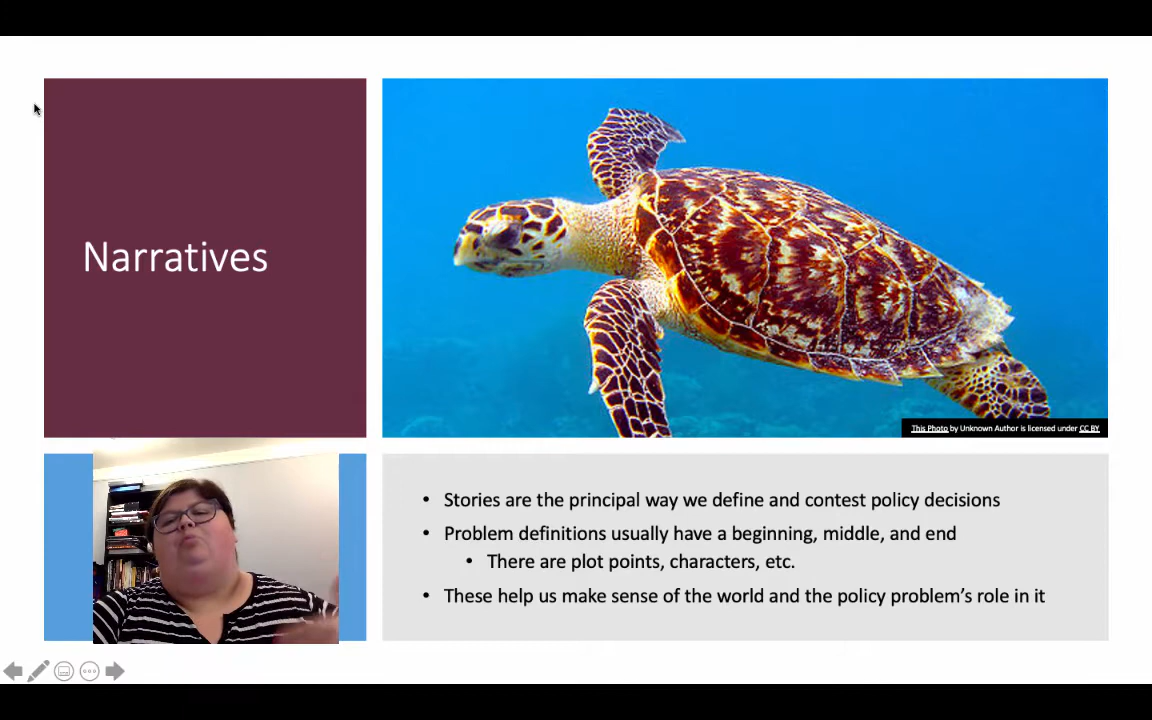 Narratives
This Photo by Unknown Author is licensed under CC BY
• Stories are the principal way we define and contest policy decisions
• Problem definitions usually have a beginning, middle, and end
• There are plot points, characters, etc.
• These help us make sense of the world and the policy problem's role in it